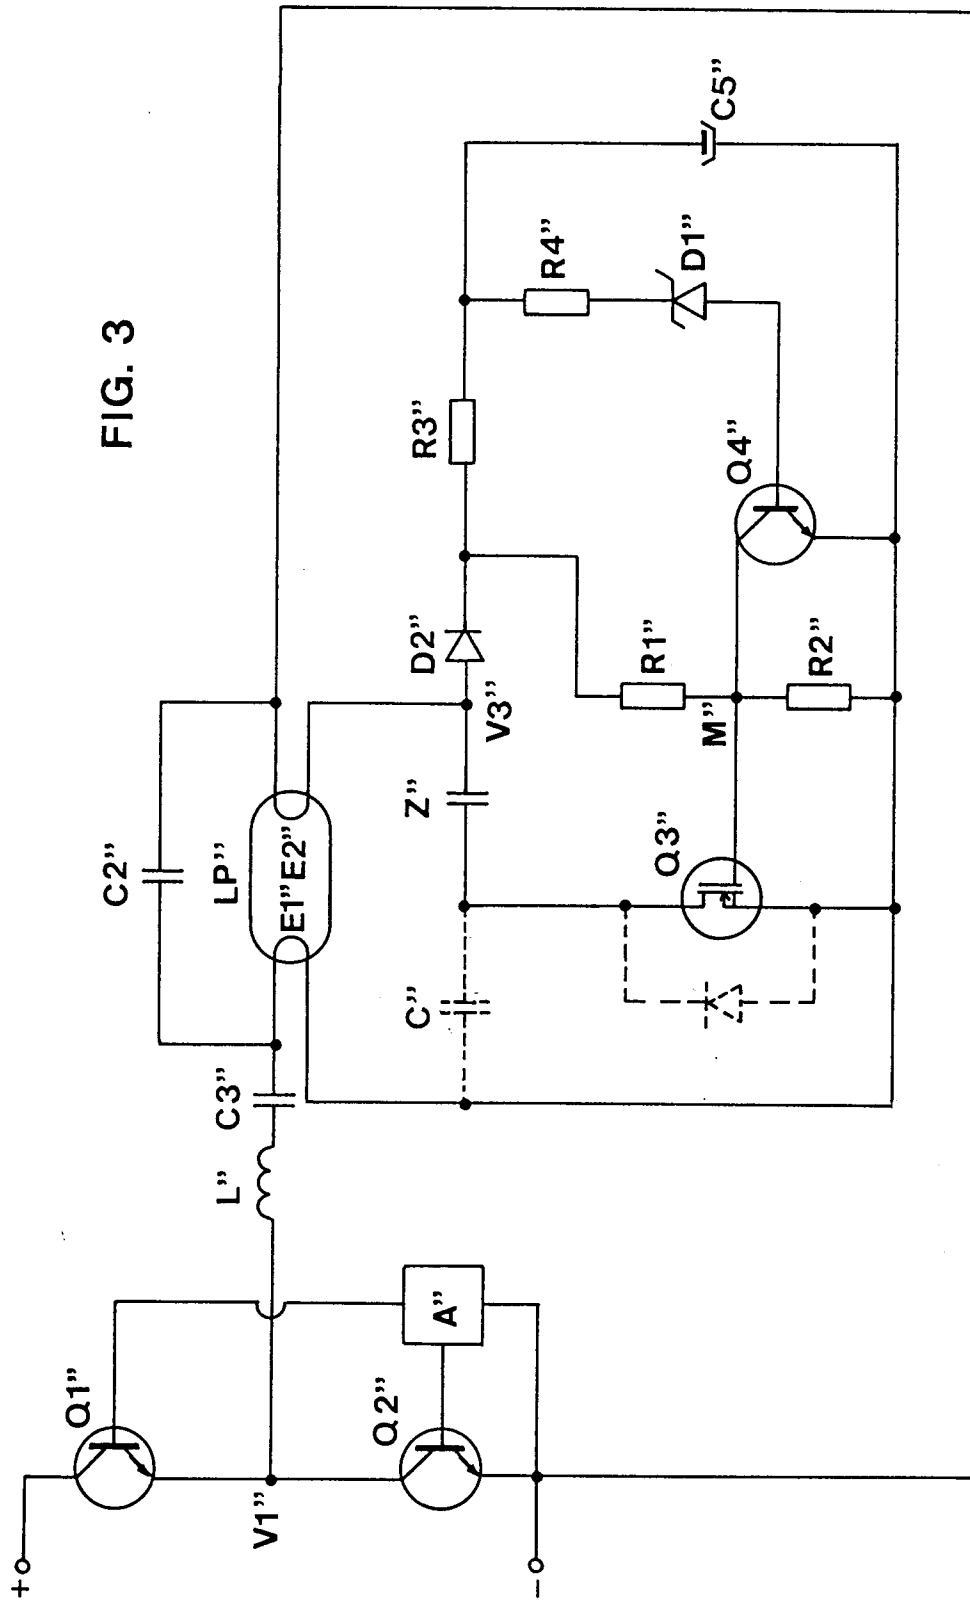 FIG. 3
C2”
LP”
E1”E2”
C3”
L”
V1”
Q1”
Q2”
A”
+
-
C”
Z”
V3”
D2”
R3”
R4”
D1”
C5”
Q3”
M”
R1”
R2”
Q4”